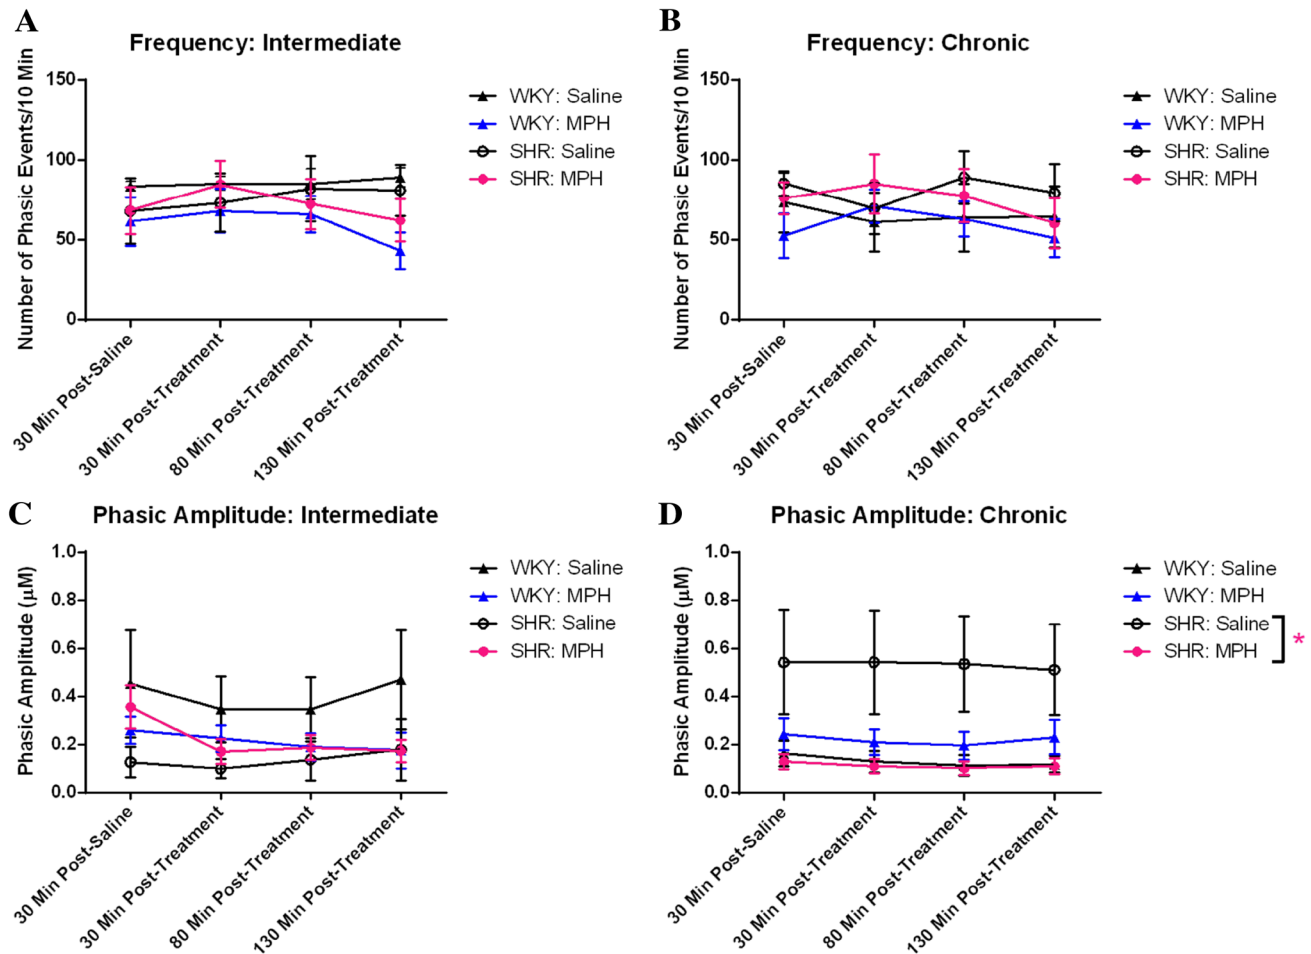 A
Frequency: Intermediate
Number of Phasic Events/10 Min
150
100
50
0
30 Min Post-Saline
30 Min Post-Treatment
80 Min Post-Treatment
130 Min Post-Treatment
WKY: Saline
WKY: MPH
SHR: Saline
SHR: MPH
B
Frequency: Chronic
Number of Phasic Events/10 Min
150
100
50
0
30 Min Post-Saline
30 Min Post-Treatment
80 Min Post-Treatment
130 Min Post-Treatment
WKY: Saline
WKY: MPH
SHR: Saline
SHR: MPH
C
Phasic Amplitude: Intermediate
Phasic Amplitude (μM)
1.0
0.8
0.6
0.4
0.2
0.0
30 Min Post-Saline
30 Min Post-Treatment
80 Min Post-Treatment
130 Min Post-Treatment
WKY: Saline
WKY: MPH
SHR: Saline
SHR: MPH
D
Phasic Amplitude: Chronic
Phasic Amplitude (μM)
1.0
0.8
0.6
0.4
0.2
0.0
30 Min Post-Saline
30 Min Post-Treatment
80 Min Post-Treatment
130 Min Post-Treatment
WKY: Saline
WKY: MPH
SHR: Saline
SHR: MPH
*